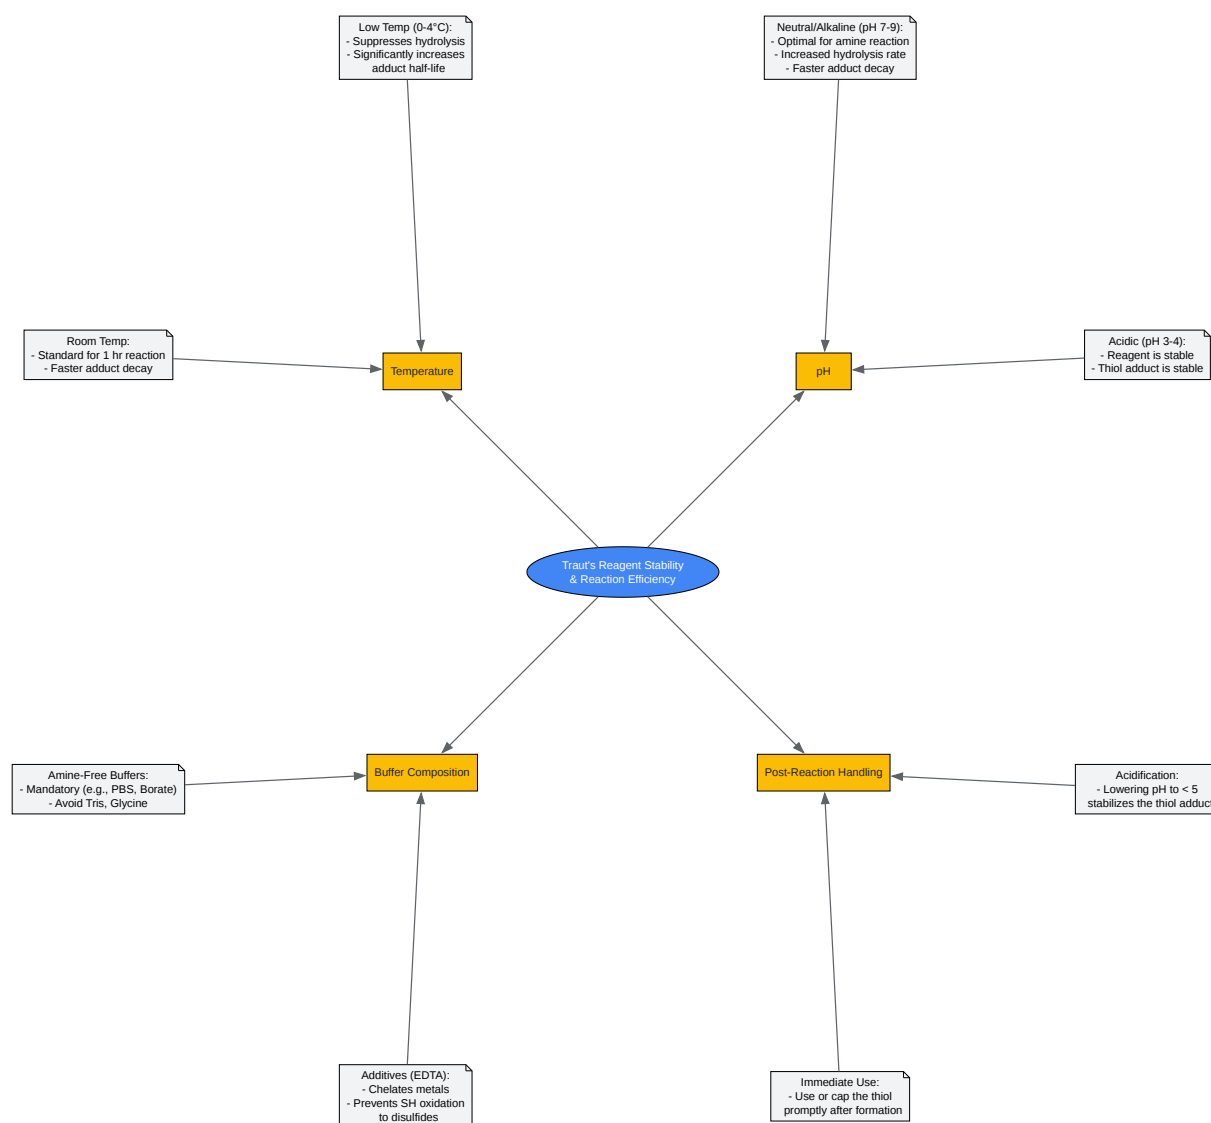 Low Temp (0-4°C):
- Suppresses hydrolysis
- Significantly increases
adduct half-life
Neutral/Alkaline (pH 7-9):
- Optimal for amine reaction
- Increased hydrolysis rate
- Faster adduct decay
Room Temp:
- Standard for 1 hr reaction
- Faster adduct decay
Temperature
pH
Acidic (pH 3-4):
- Reagent is stable
- Thiol adduct is stable
Traut's Reagent Stability
& Reaction Efficiency
Amine-Free Buffers:
- Mandatory (e.g., PBS, Borate)
- Avoid Tris, Glycine
Buffer Composition
Post-Reaction Handling
Acidification:
- Lowering pH to < 5
stabilizes the thiol adduct
Additives (EDTA):
- Chelates metals
- Prevents SH oxidation
to disulfides
Immediate Use:
- Use or cap the thiol
promptly after formation